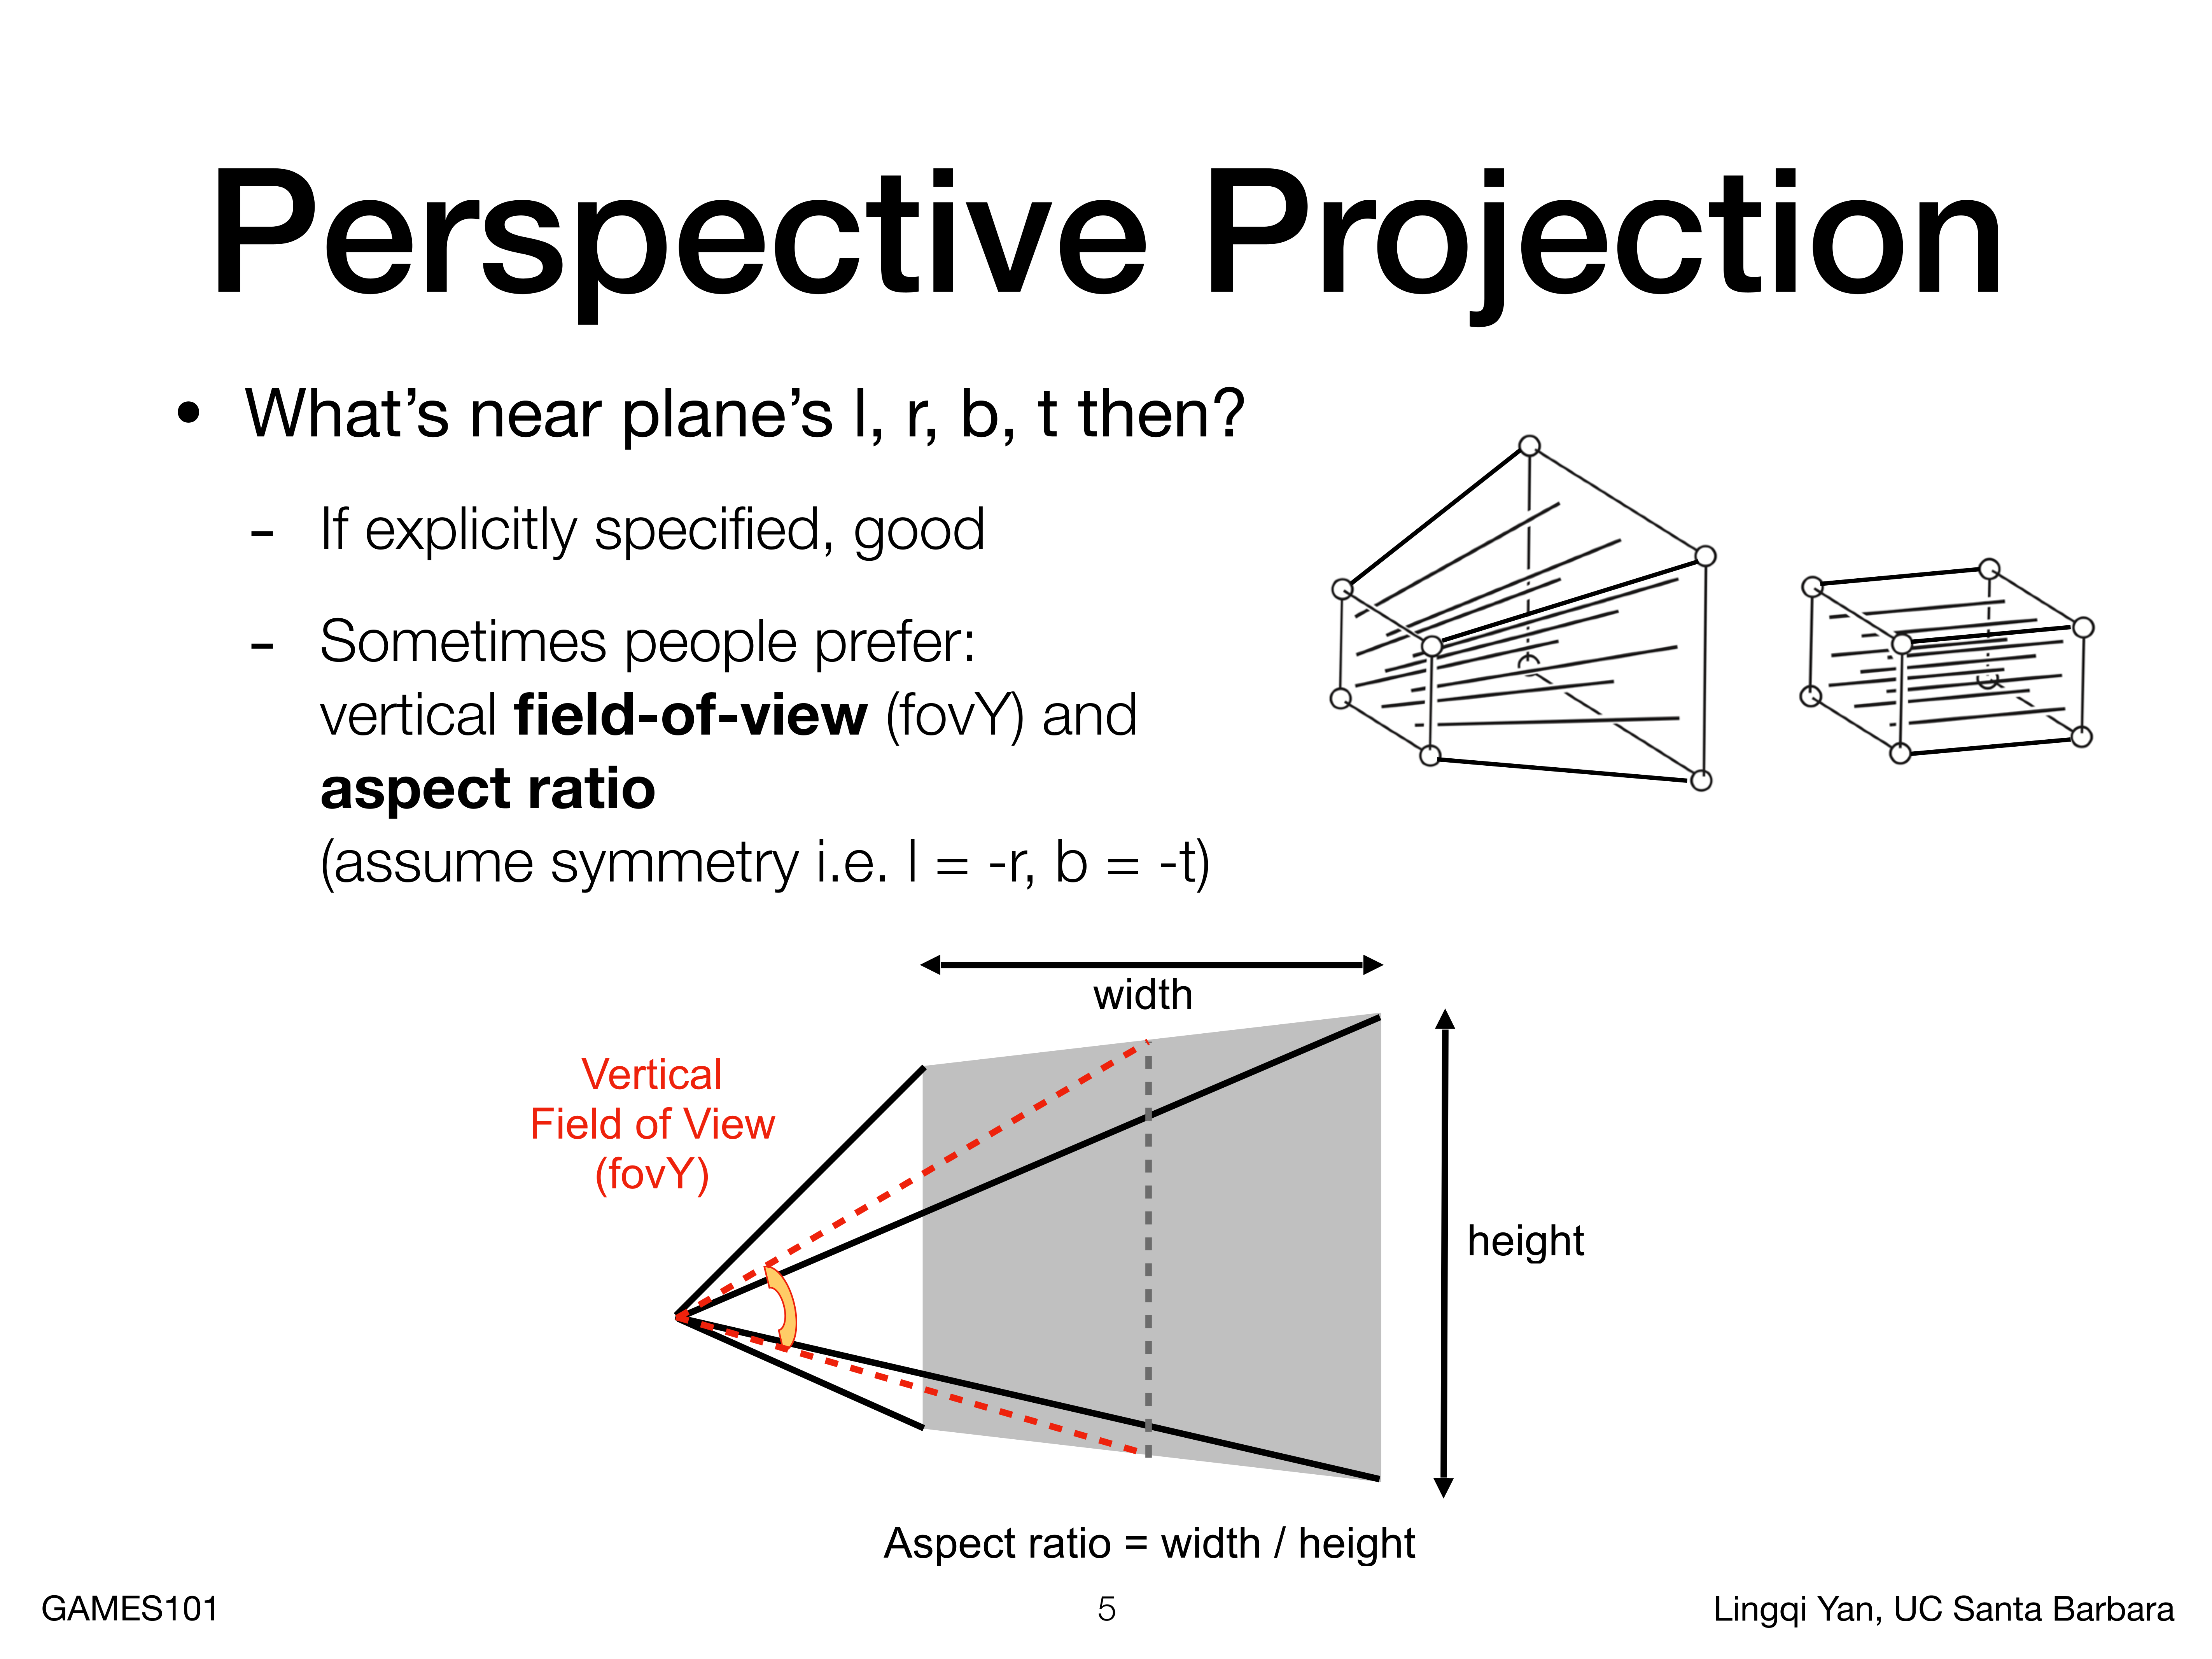 Perspective Projection
• What’s near plane’s l, r, b, t then?
- If explicitly specified, good
- Sometimes people prefer:
vertical field-of-view (fovY) and
aspect ratio
(assume symmetry i.e. l = -r, b = -t)
width
Vertical
Field of View
(fovY)
height
Aspect ratio = width / height
GAMES101
5
Lingqi Yan, UC Santa Barbara